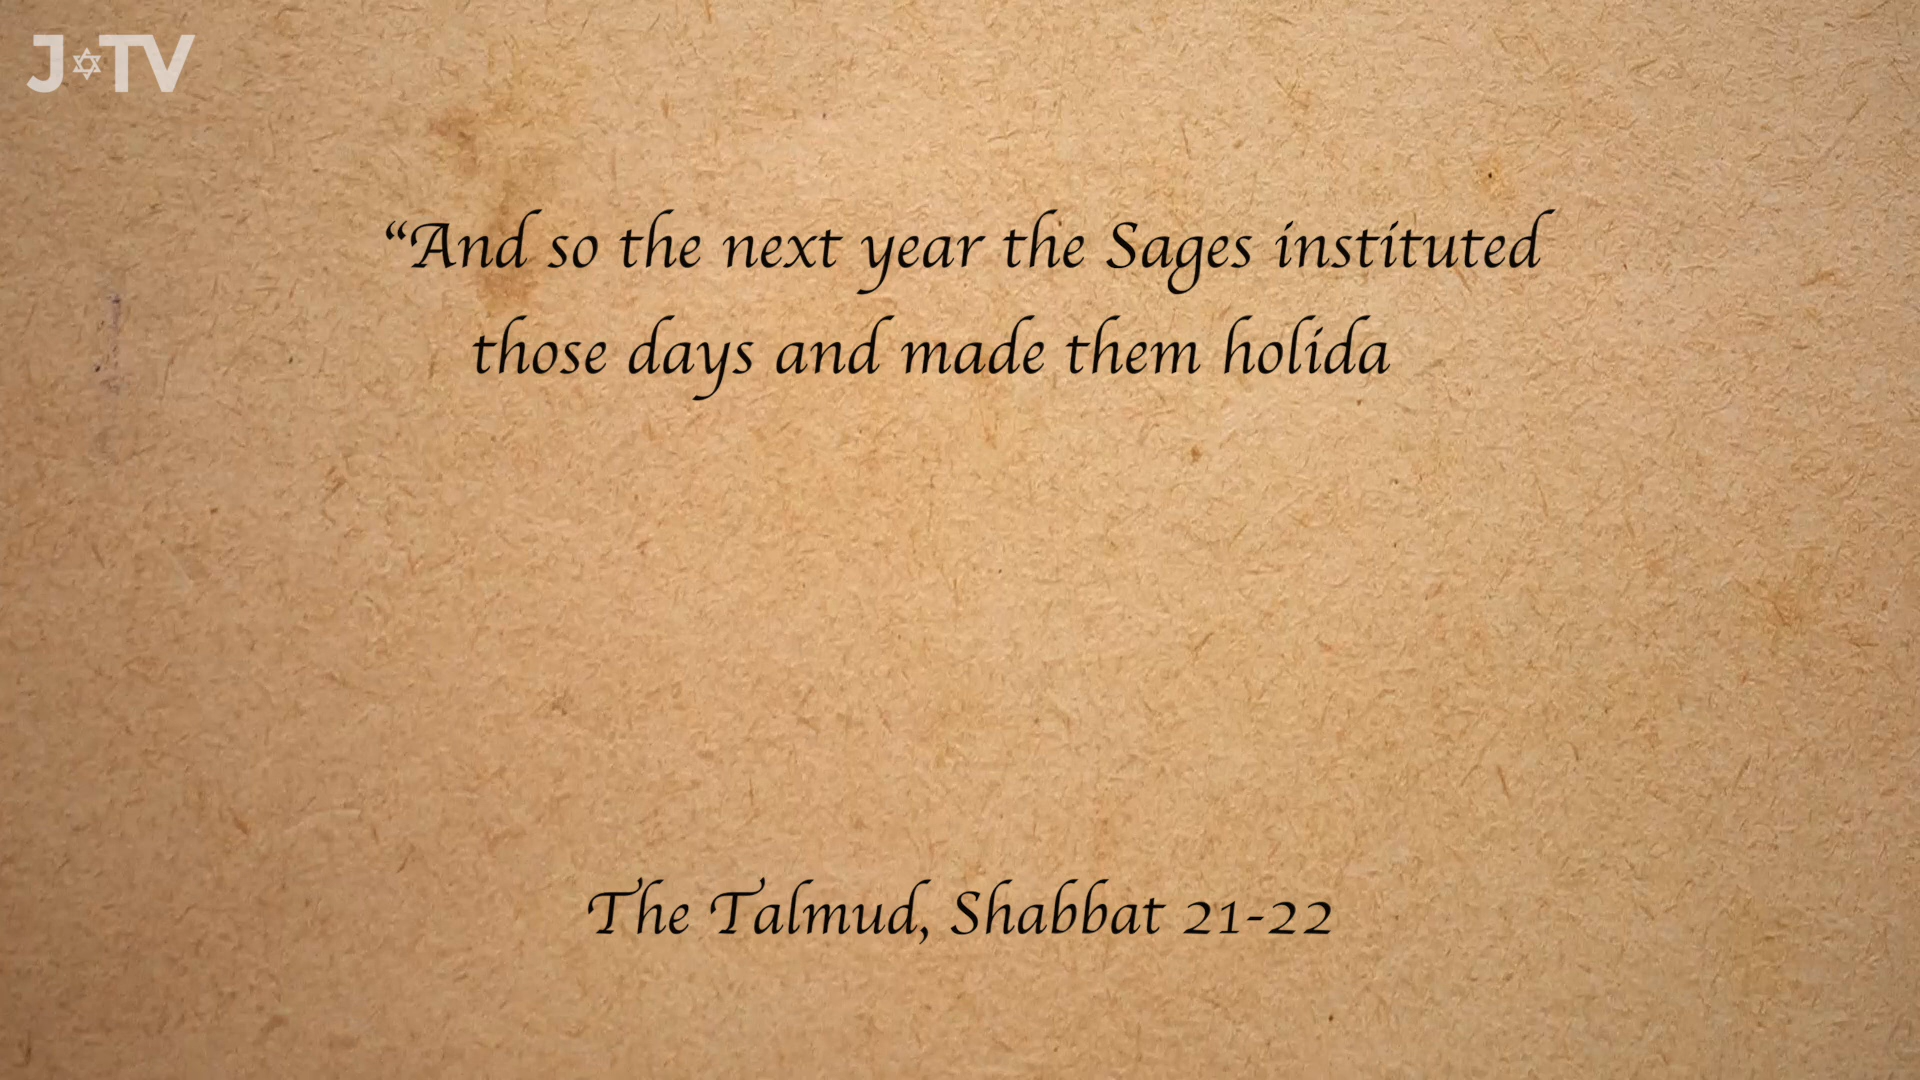 J✡TV
“And so the next year the Sages instituted
those days and made them holida
The Talmud, Shabbat 21-22